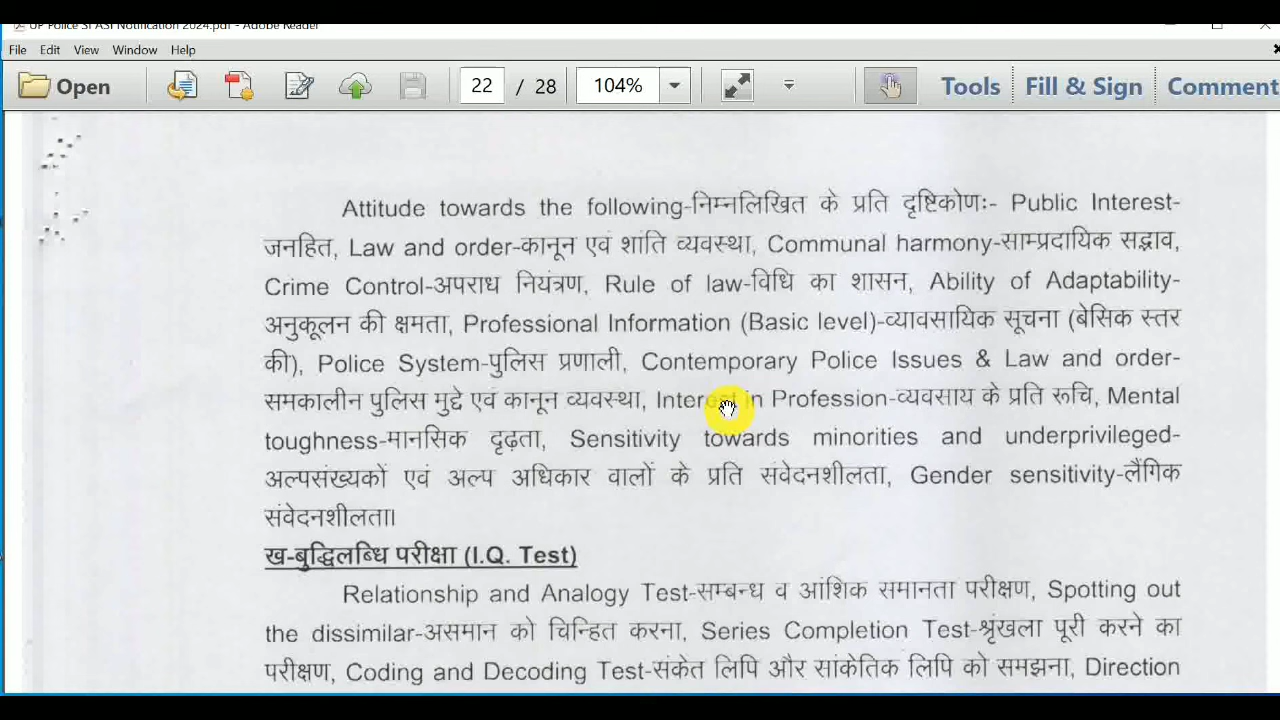 UP Police SI ASI Notification 2024.pdf - Adobe Reader
File Edit View Window Help
Open 22 / 28 104% Tools Fill & Sign Comment
Attitude towards the following-निम्नलिखित के प्रति दृष्टिकोणः- Public Interest-
जनहित, Law and order-कानून एवं शांति व्यवस्था, Communal harmony-साम्प्रदायिक सद्भाव,
Crime Control-अपराध नियंत्रण, Rule of law-विधि का शासन, Ability of Adaptability-
अनुकूलन की क्षमता, Professional Information (Basic level)-व्यावसायिक सूचना (बेसिक स्तर
की), Police System-पुलिस प्रणाली, Contemporary Police Issues & Law and order-
समकालीन पुलिस मुद्दे एवं कानून व्यवस्था, Interest in Profession-व्यवसाय के प्रति रूचि, Mental
toughness-मानसिक दृढ़ता, Sensitivity towards minorities and underprivileged-
अल्पसंख्यकों एवं अल्प अधिकार वालों के प्रति संवेदनशीलता, Gender sensitivity-लैंगिक
संवेदनशीलता।
ख-बुद्धिलब्धि परीक्षा (I.Q. Test)
Relationship and Analogy Test-सम्बन्ध व आंशिक समानता परीक्षण, Spotting out
the dissimilar-असमान को चिन्हित करना, Series Completion Test-श्रृंखला पूरी करने का
परीक्षण, Coding and Decoding Test-संकेत लिपि और सांकेतिक लिपि को समझना, Direction